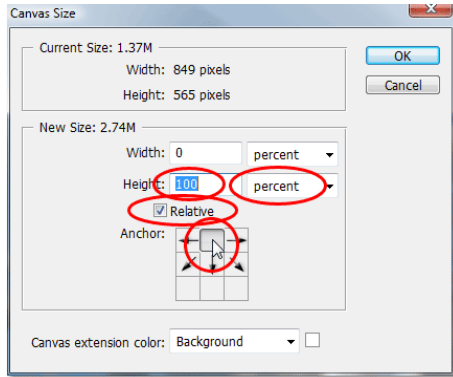 Canvas Size
Current Size: 1.37M
Width: 849 pixels
Height: 565 pixels
OK
Cancel
New Size: 2.74M
Width: 0 percent
Height: 100 percent
Relative
Anchor:
Canvas extension color: Background